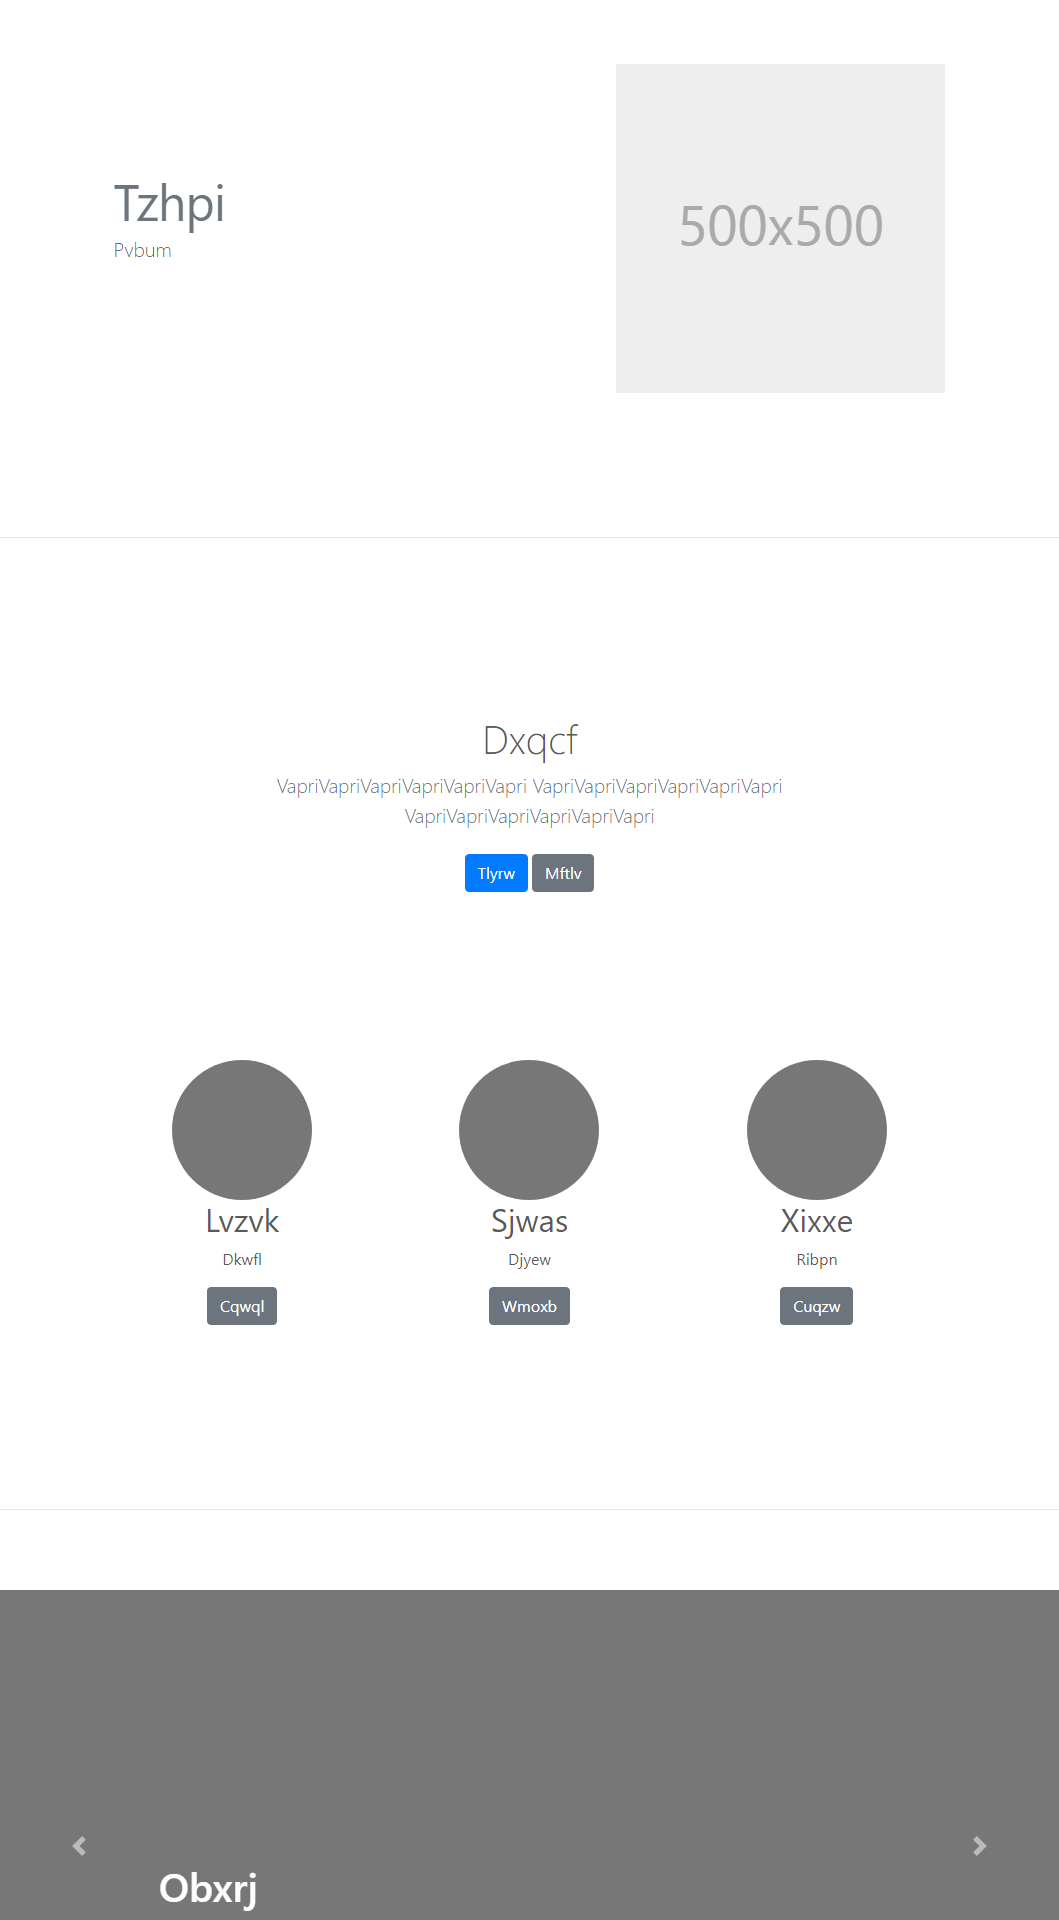 Tzhpi
Pvbum
500x500
Dxqcf
VapriVapriVapriVapriVapriVapri VapriVapriVapriVapriVapriVapri
VapriVapriVapriVapriVapriVapri
Tlyrw Mftlv
Lvzvk Sjwas Xixxe
Dkwfl Djyew Ribpn
Cqwql Wmoxb Cuqzw
Obxrj